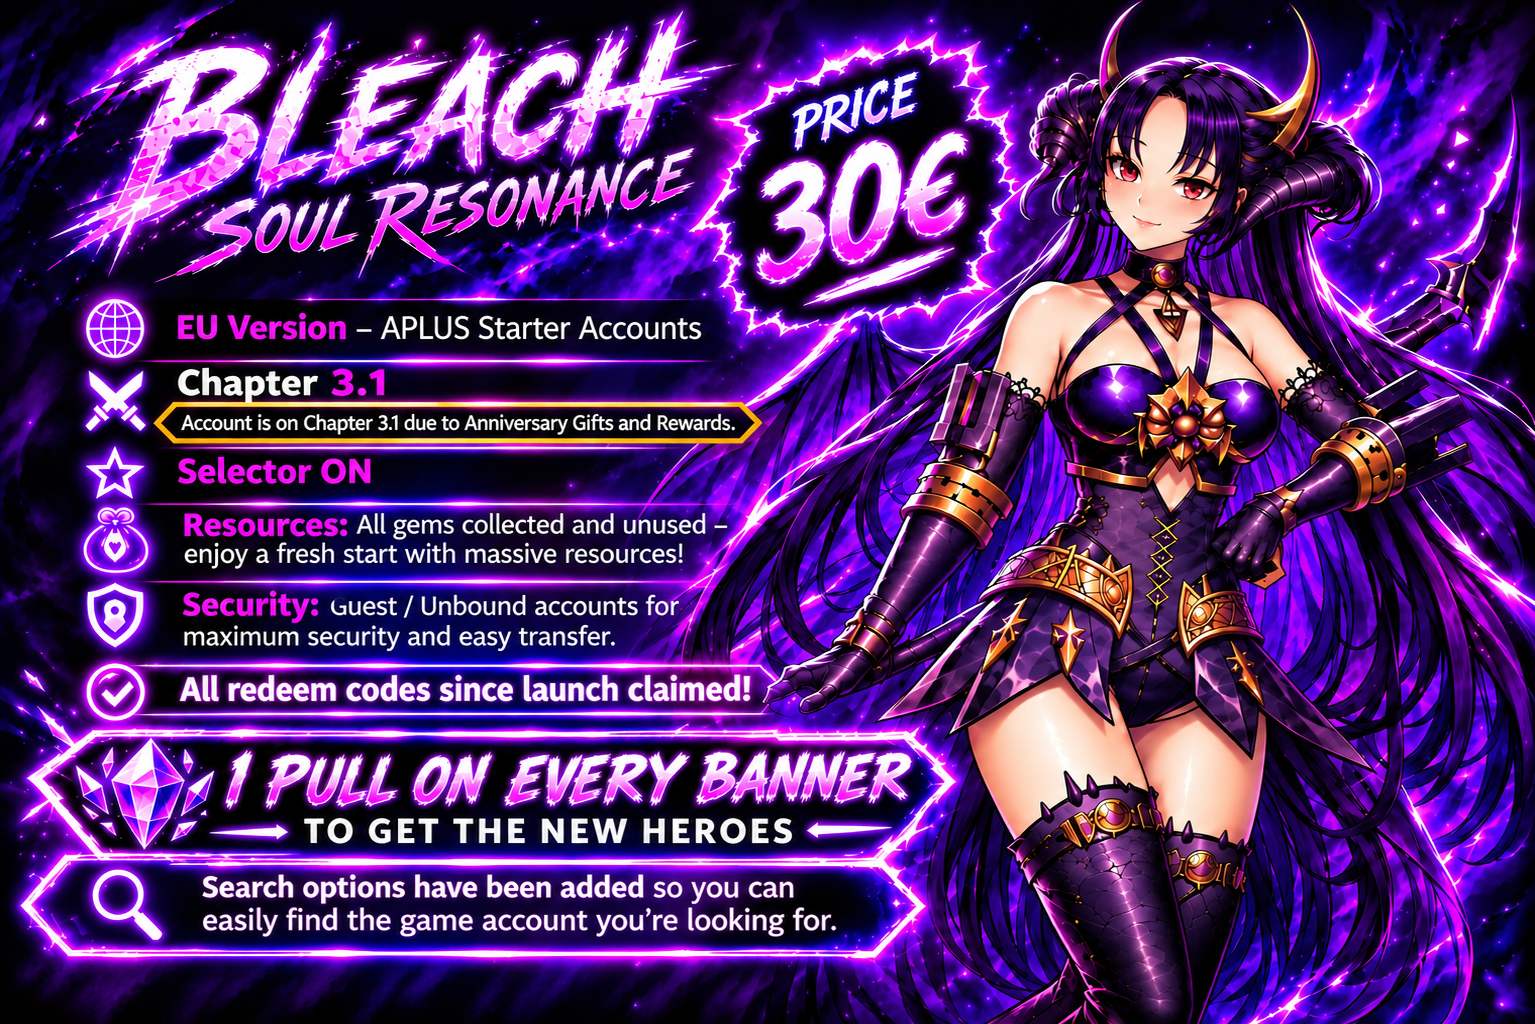 BLEACH
SOUL RESONANCE
PRICE
30€
EU Version – APLUS Starter Accounts
Chapter 3.1
Account is on Chapter 3.1 due to Anniversary Gifts and Rewards.
Selector ON
Resources: All gems collected and unused –
enjoy a fresh start with massive resources!
Security: Guest / Unbound accounts for
maximum security and easy transfer.
All redeem codes since launch claimed!
1 PULL ON EVERY BANNER
TO GET THE NEW HEROES
Search options have been added so you can
easily find the game account you’re looking for.